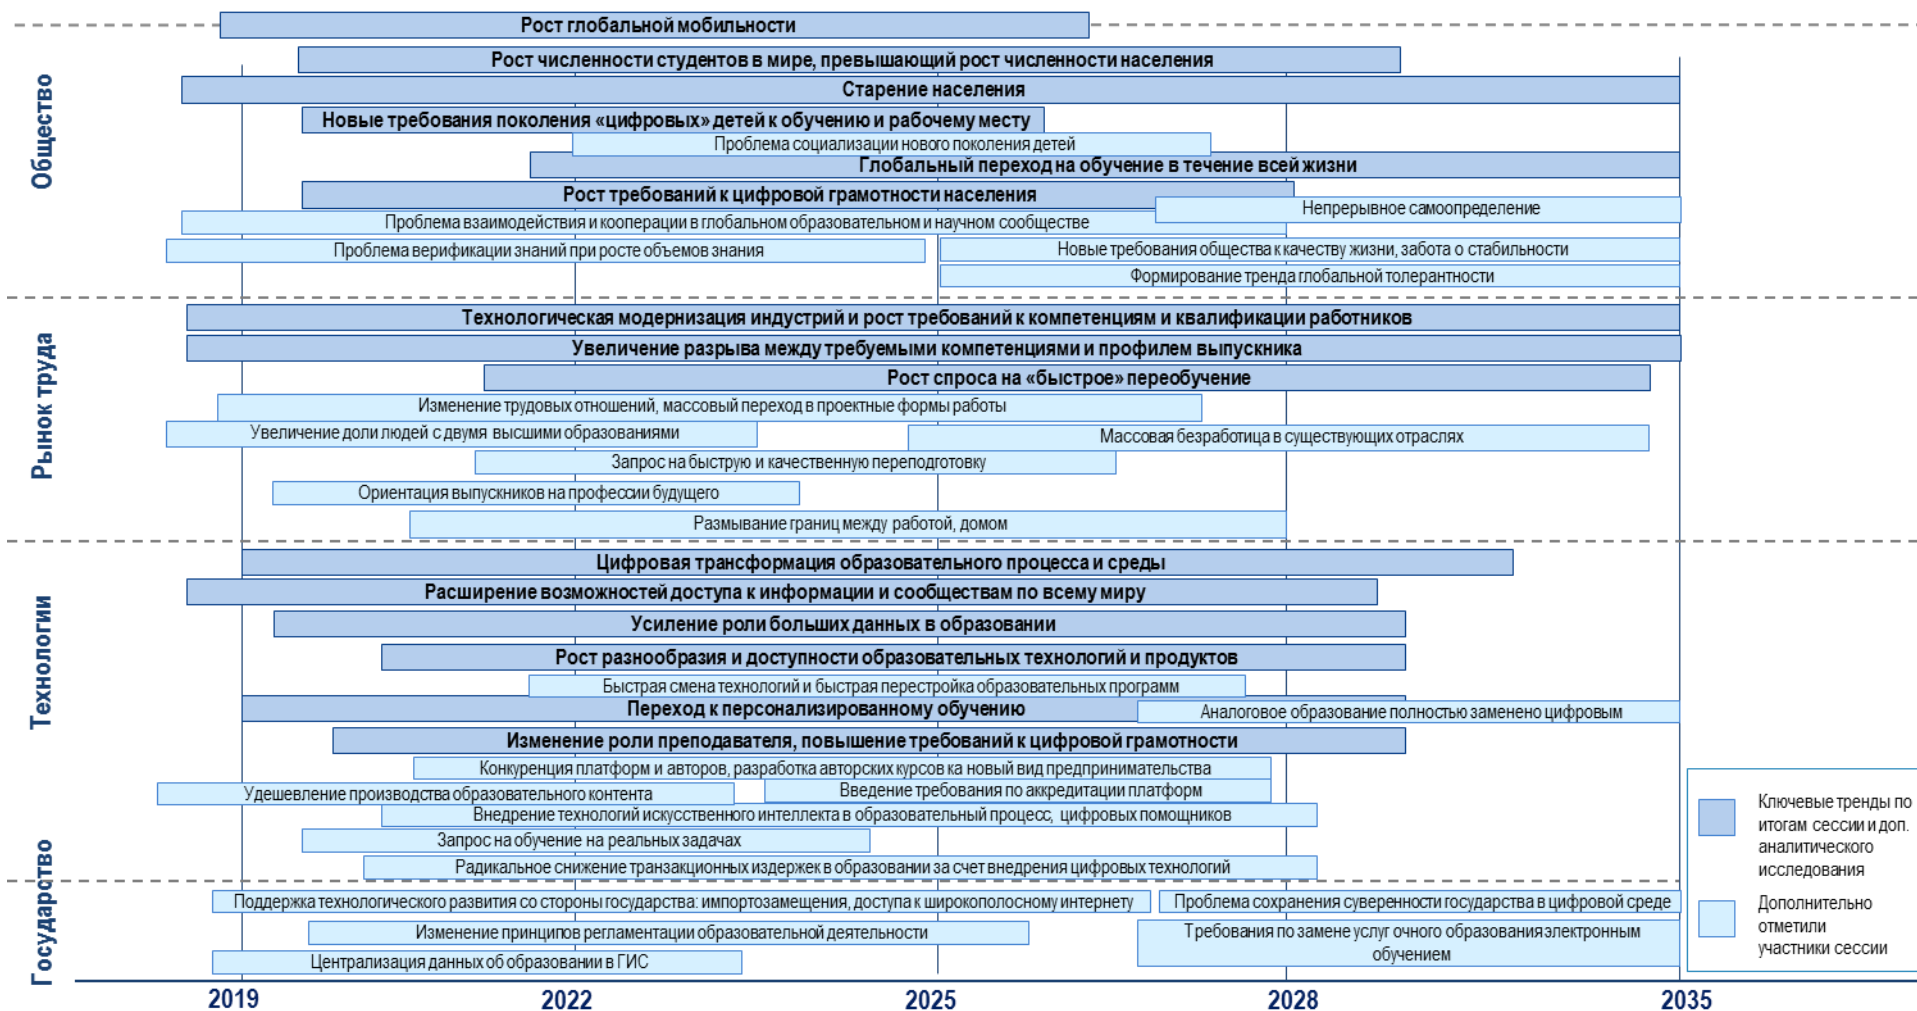 Общество
Рост глобальной мобильности
Рост численности студентов в мире, превышающий рост численности населения
Старение населения
Новые требования поколения «цифровых» детей к обучению и рабочему месту
Проблема социализации нового поколения детей
Глобальный переход на обучение в течение всей жизни
Рост требований к цифровой грамотности населения
Непрерывное самоопределение
Проблема взаимодействия и кооперации в глобальном образовательном и научном сообществе
Проблема верификации знаний при росте объемов знания
Новые требования общества к качеству жизни, забота о стабильности
Формирование тренда глобальной толерантности
Рынок труда
Технологическая модернизация индустрий и рост требований к компетенциям и квалификации работников
Увеличение разрыва между требуемыми компетенциями и профилем выпускника
Рост спроса на «быстрое» переобучение
Изменение трудовых отношений, массовый переход в проектные формы работы
Увеличение доли людей с двумя высшими образованиями
Массовая безработица в существующих отраслях
Запрос на быструю и качественную переподготовку
Ориентация выпускников на профессии будущего
Размывание границ между работой, домом
Технологии
Цифровая трансформация образовательного процесса и среды
Расширение возможностей доступа к информации и сообществам по всему миру
Усиление роли больших данных в образовании
Рост разнообразия и доступности образовательных технологий и продуктов
Быстрая смена технологий и быстрая перестройка образовательных программ
Переход к персонализированному обучению
Аналоговое образование полностью заменено цифровым
Изменение роли преподавателя, повышение требований к цифровой грамотности
Конкуренция платформ и авторов, разработка авторских курсов ка новый вид предпринимательства
Удешевление производства образовательного контента
Введение требования по аккредитации платформ
Внедрение технологий искусственного интеллекта в образовательный процесс, цифровых помощников
Запрос на обучение на реальных задачах
Радикальное снижение транзакционных издержек в образовании за счет внедрения цифровых технологий
Государство
Поддержка технологического развития со стороны государства: импортозамещения, доступа к широкополосному интернету
Проблема сохранения суверенности государства в цифровой среде
Изменение принципов регламентации образовательной деятельности
Требования по замене услуг очного образования электронным
обучением
Централизация данных об образовании в ГИС
2019
2022
2025
2028
2035
Ключевые тренды по
итогам сессии и доп.
аналитического
исследования
Дополнительно
отметили
участники сессии